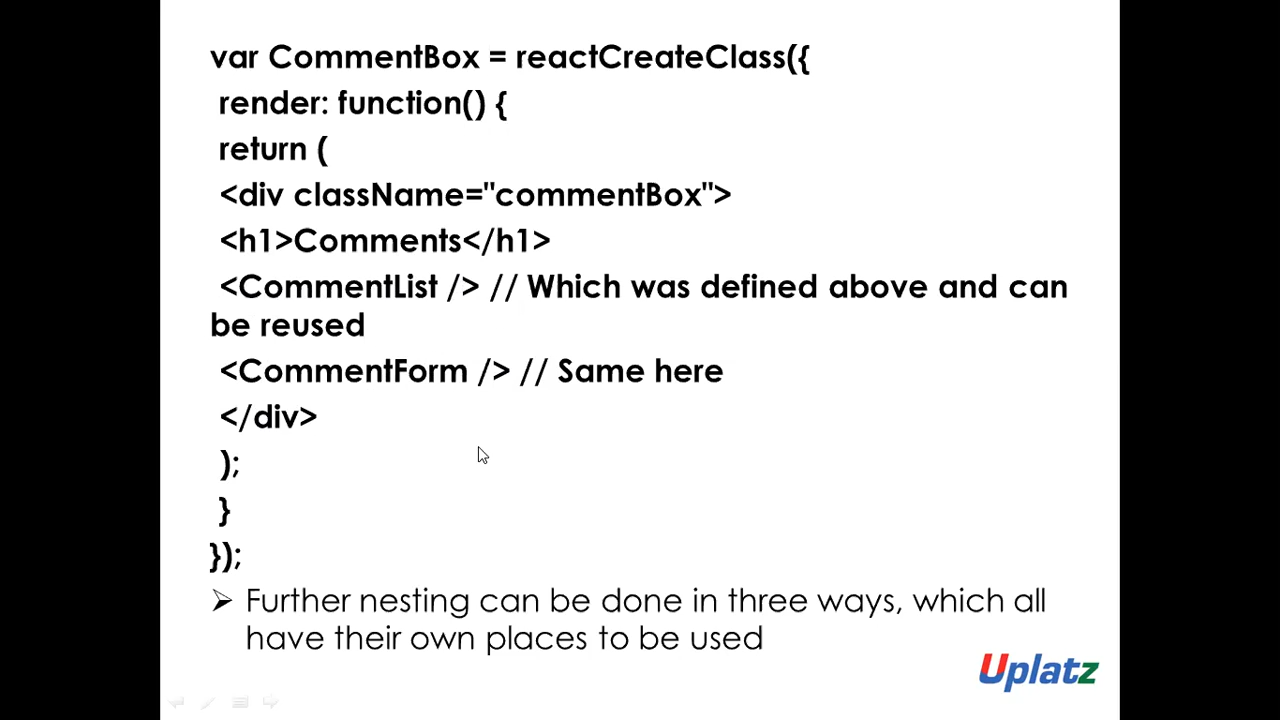 var CommentBox = reactCreateClass({
render: function() {
return (
<div className="commentBox">
<h1>Comments</h1>
<CommentList /> // Which was defined above and can
be reused
<CommentForm /> // Same here
</div>
);
}
});
➢ Further nesting can be done in three ways, which all
have their own places to be used
Uplatz